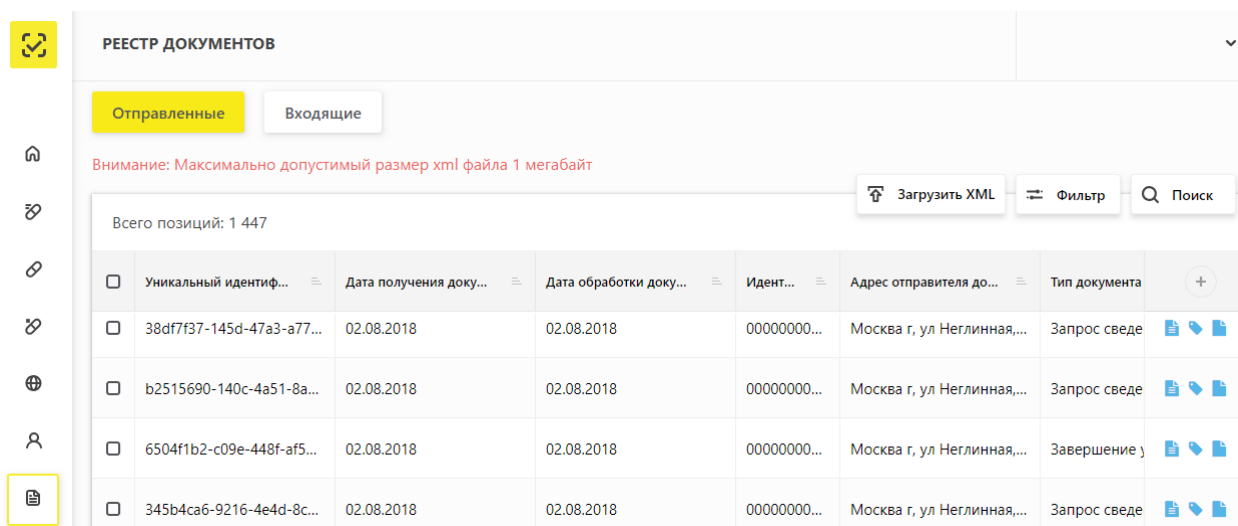 РЕЕСТР ДОКУМЕНТОВ
Отправленные Входящие
Внимание: Максимально допустимый размер xml файла 1 мегабайт
Загрузить XML Фильтр Поиск
Всего позиций: 1 447
Уникальный идентиф... Дата получения доку... Дата обработки доку... Идент... Адрес отправителя до... Тип документа
38df7f37-145d-47a3-a77... 02.08.2018 02.08.2018 00000000... Москва г, ул Неглинная,... Запрос сведе
b2515690-140c-4a51-8a... 02.08.2018 02.08.2018 00000000... Москва г, ул Неглинная,... Запрос сведе
6504f1b2-c09e-448f-af5... 02.08.2018 02.08.2018 00000000... Москва г, ул Неглинная,... Завершение у
345b4ca6-9216-4e4d-8c... 02.08.2018 02.08.2018 00000000... Москва г, ул Неглинная,... Запрос сведе